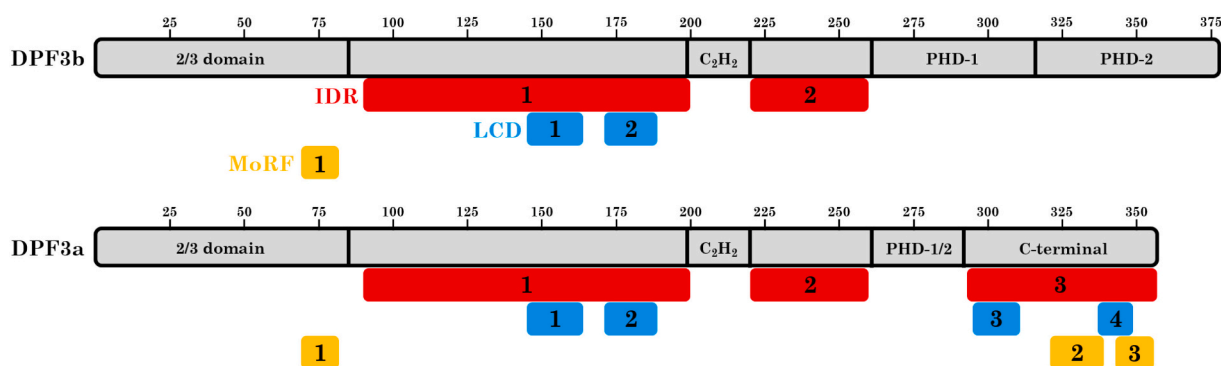 25 50 75 100 125 150 175 200 225 250 275 300 325 350 375
DPF3b 2/3 domain C₂H₂ PHD-1 PHD-2
IDR 1 2
LCD 1 2
MoRF 1
25 50 75 100 125 150 175 200 225 250 275 300 325 350
DPF3a 2/3 domain C₂H₂ PHD-1/2 C-terminal
1 2 3
1 2 3 4
1 2 3